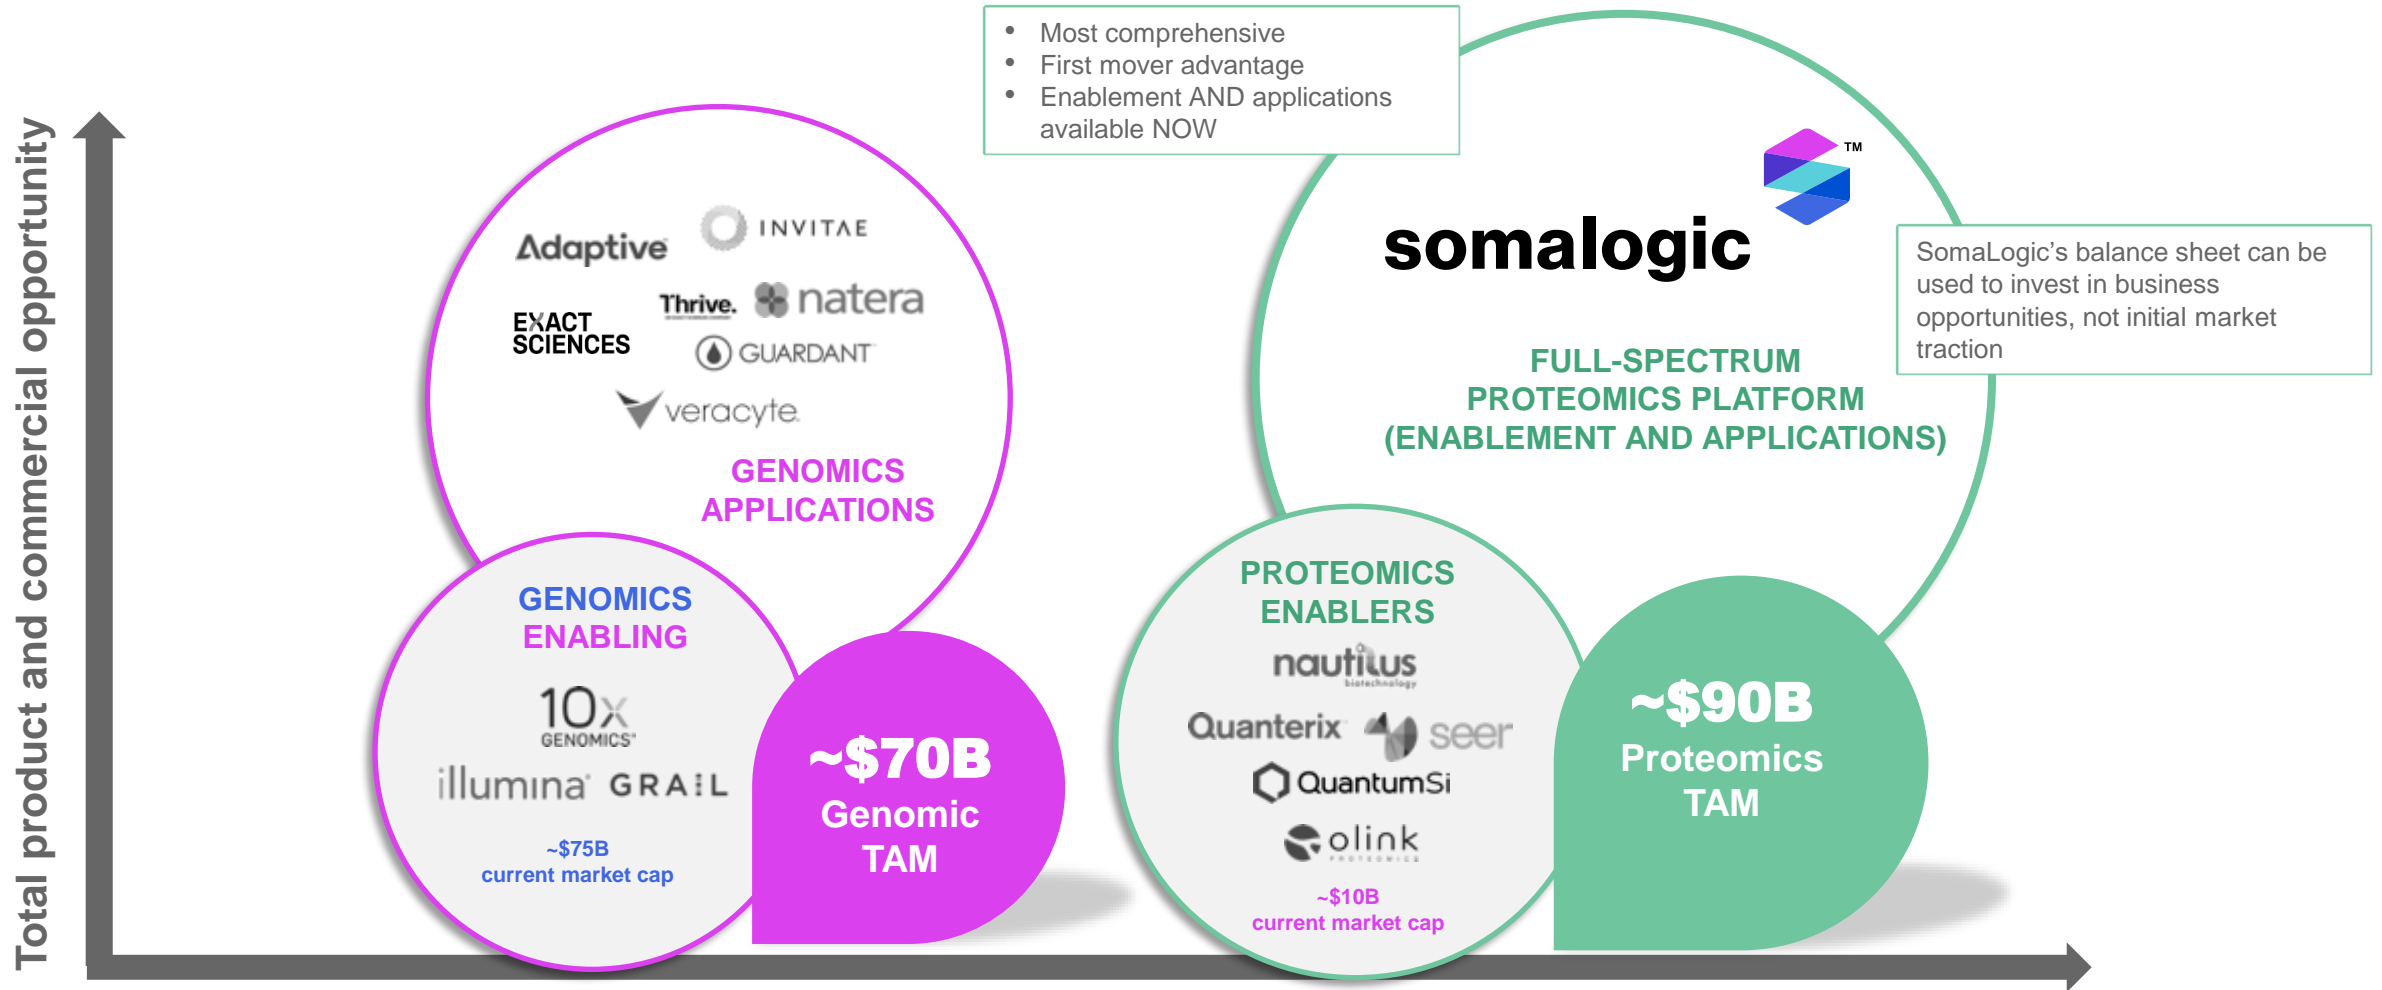 Total product and commercial opportunity
• Most comprehensive
• First mover advantage
• Enablement AND applications
available NOW
Adaptive
INVITAE
EXACT
SCIENCES
Thrive.
natera
GUARDANT
veracyte.
GENOMICS
APPLICATIONS
GENOMICS
ENABLING
10x
GENOMICS™
illumina®
GRAIL
~$75B
current market cap
~$70B
Genomic
TAM
somalogic
TM
FULL-SPECTRUM
PROTEOMICS PLATFORM
(ENABLEMENT AND APPLICATIONS)
SomaLogic’s balance sheet can be
used to invest in business
opportunities, not initial market
traction
PROTEOMICS
ENABLERS
nautilus
biotechnology
Quanterix
seer
QuantumSi
olink
PROTEOMICS
~$10B
current market cap
~$90B
Proteomics
TAM